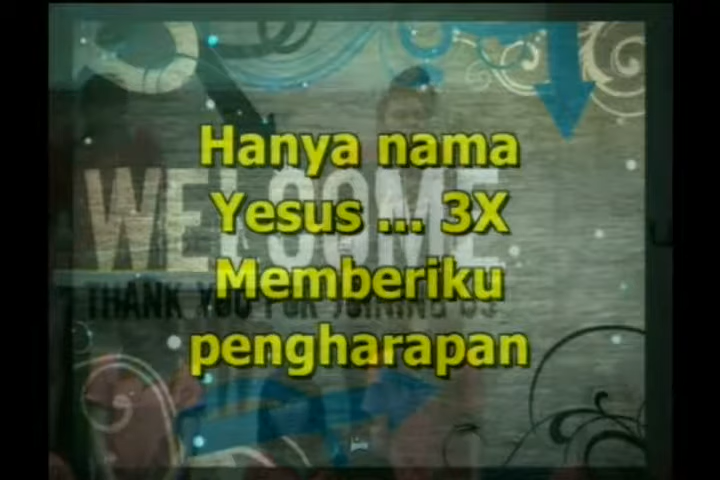 Hanya nama
Yesus ... 3X
Memberiku
pengharapan
WELCOME
THANK YOU FOR JOINING US